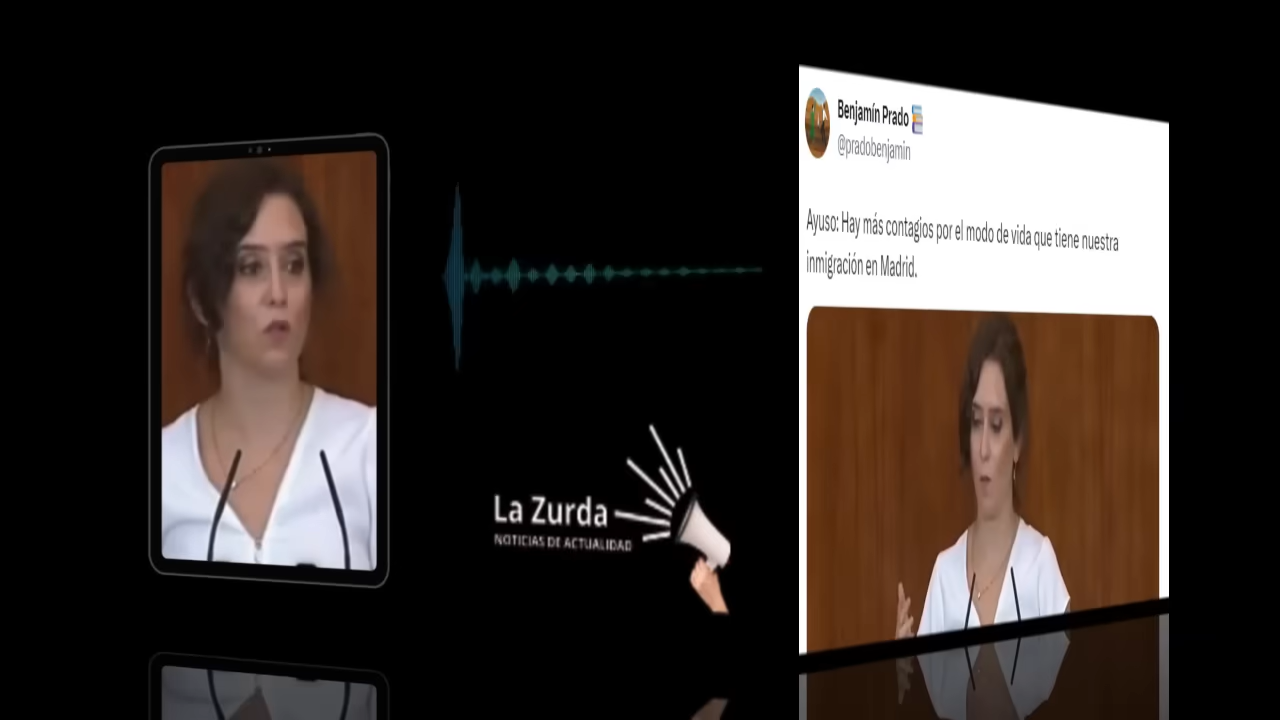 Benjamín Prado
@pradobenjamin
Ayuso: Hay más contagios por el modo de vida que tiene nuestra
inmigración en Madrid.
La Zurda
NOTICIAS DE ACTUALIDAD